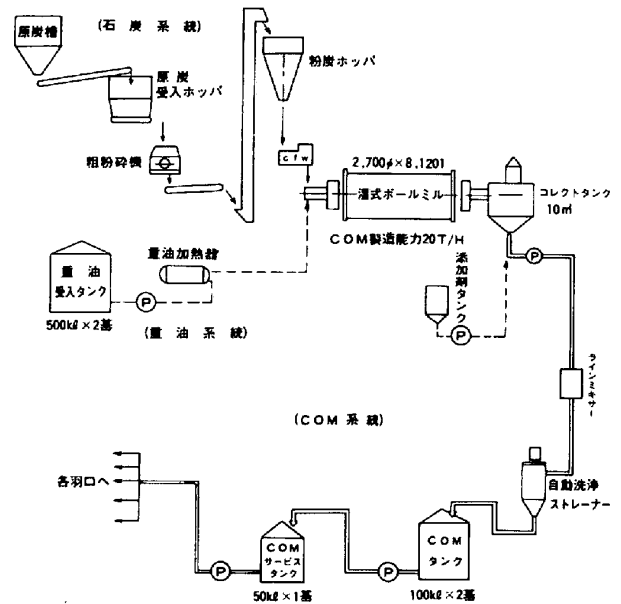 原炭槽
(石炭系統)
原炭
受入ホッパ
粉炭ホッパ
粗粉砕機
cfw
2,700φ×8,120l
湿式ボールミル
COM製造能力20T/H
コレクトタンク
10㎥
重油加熱器
重油
受入タンク
P
500kℓ×2基
(重油系統)
添加剤タンク
P
P
ラインミキサー
(COM系統)
自動洗浄
ストレーナー
各羽口へ
P
COM
サービス
タンク
50kℓ×1基
P
COM
タンク
100kℓ×2基